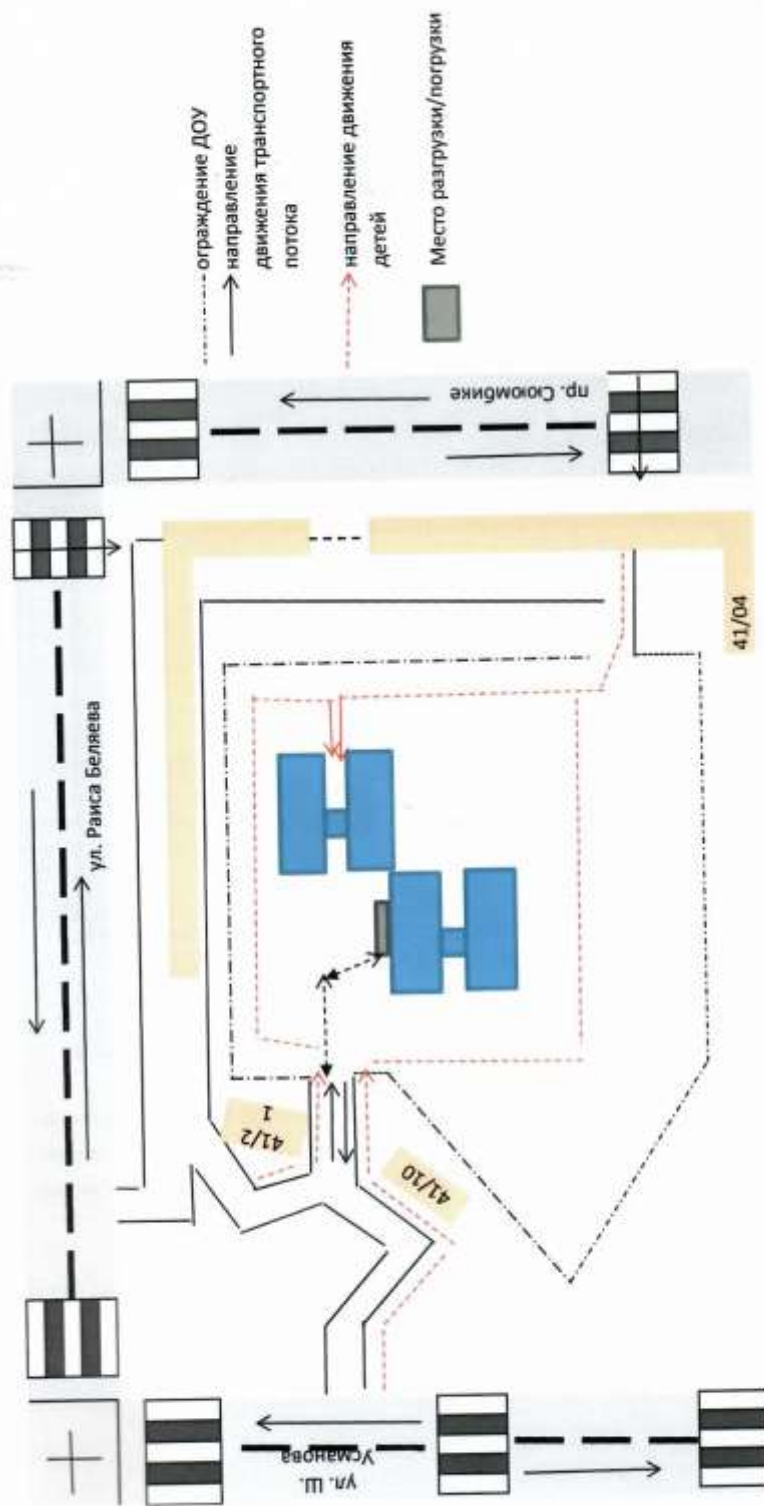 ограждение ДОУ
направление
движения транспортного
потока
направление движения
детей
Место разгрузки/погрузки
ул. Раиса Беляева
пр. Сююмбике
41/04
41/2
1
41/10
ул. Ш.
Усманова